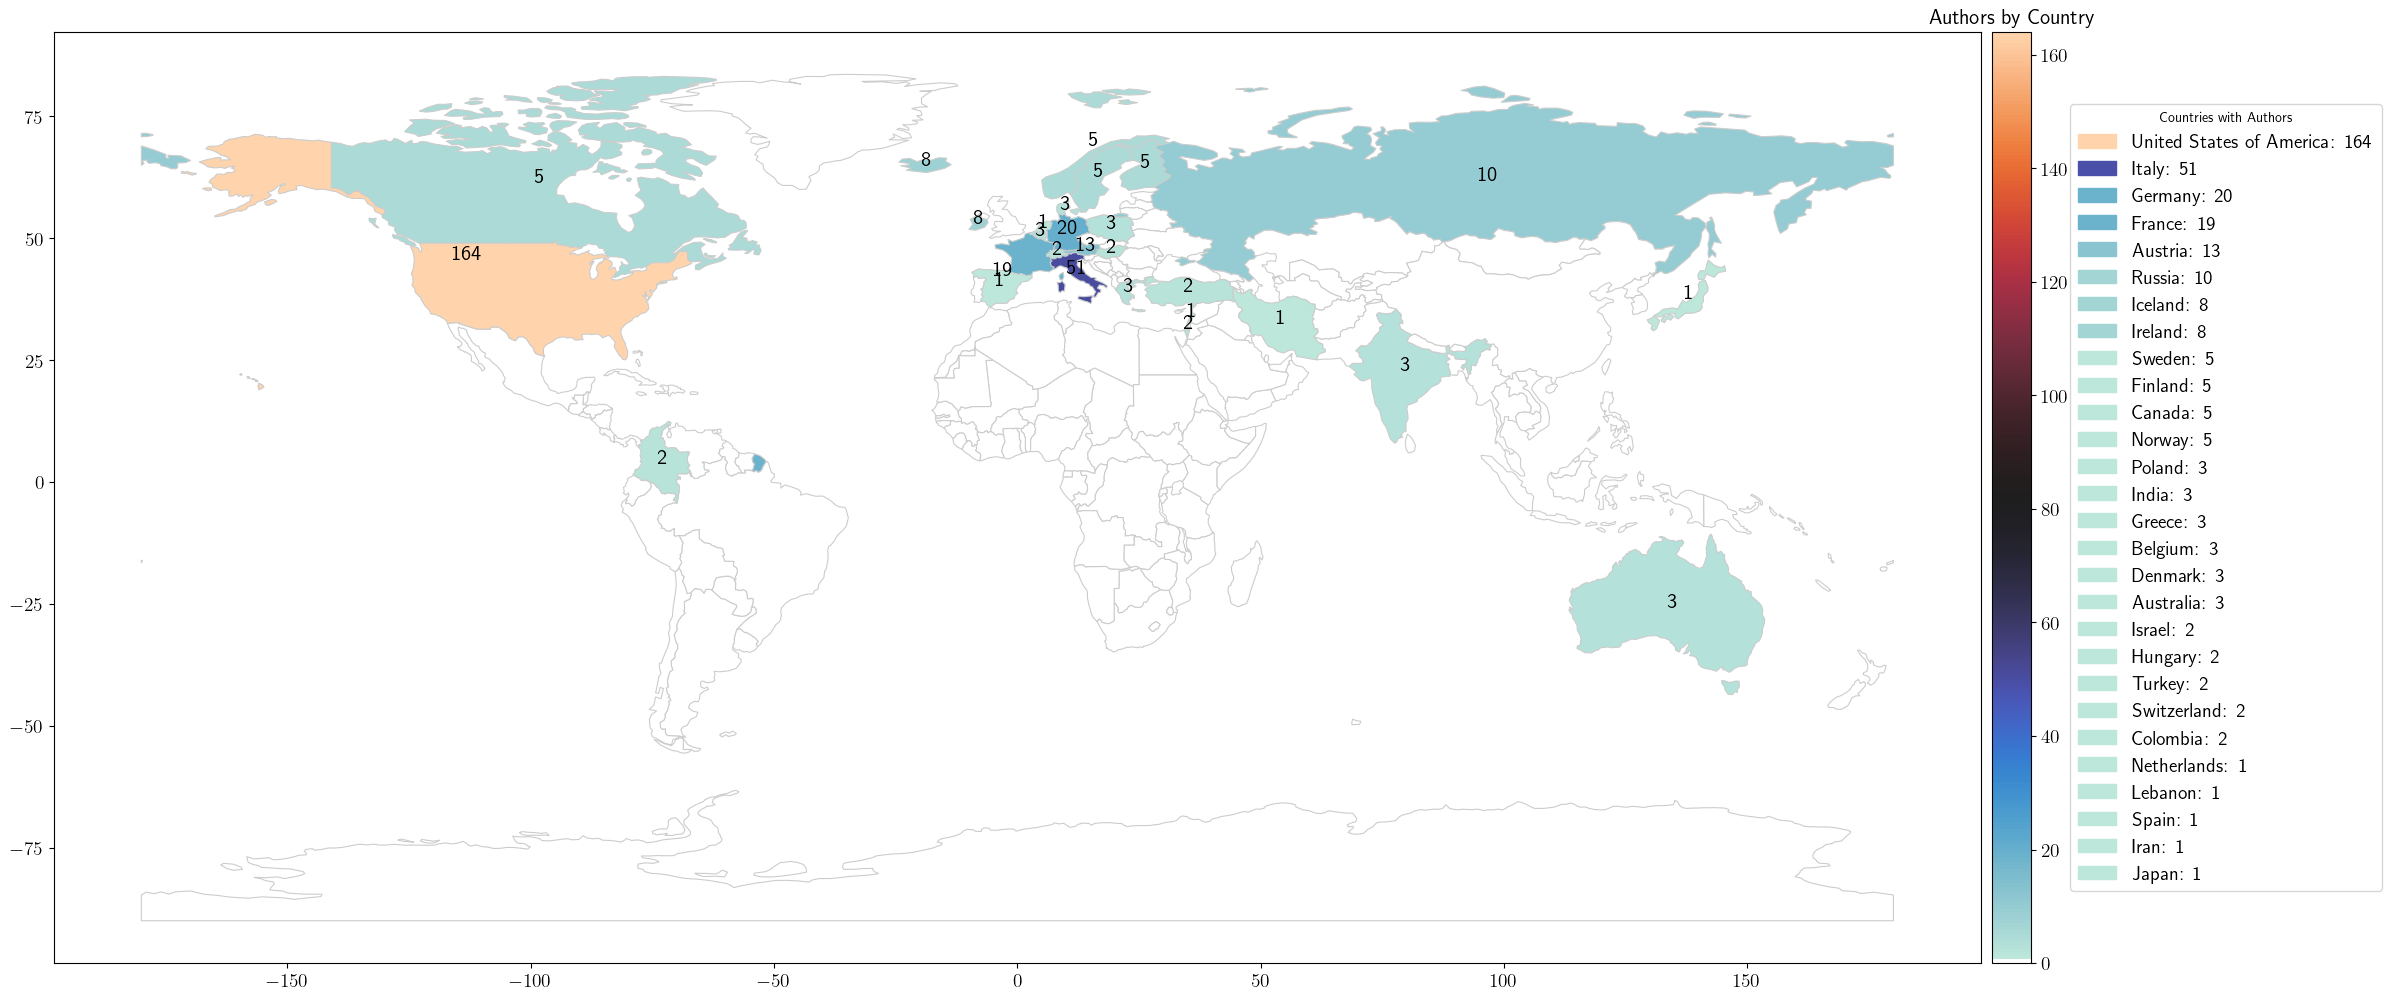 Authors by Country
75
50
25
0
−25
−50
−75
−150
−100
−50
0
50
100
150
5
8
5
5
5
10
164
8
1
3
3
20
3
13
2
2
19
1
51
3
2
1
2
1
3
1
2
3
160
140
120
100
80
60
40
20
0
Countries with Authors
United States of America: 164
Italy: 51
Germany: 20
France: 19
Austria: 13
Russia: 10
Iceland: 8
Ireland: 8
Sweden: 5
Finland: 5
Canada: 5
Norway: 5
Poland: 3
India: 3
Greece: 3
Belgium: 3
Denmark: 3
Australia: 3
Israel: 2
Hungary: 2
Turkey: 2
Switzerland: 2
Colombia: 2
Netherlands: 1
Lebanon: 1
Spain: 1
Iran: 1
Japan: 1